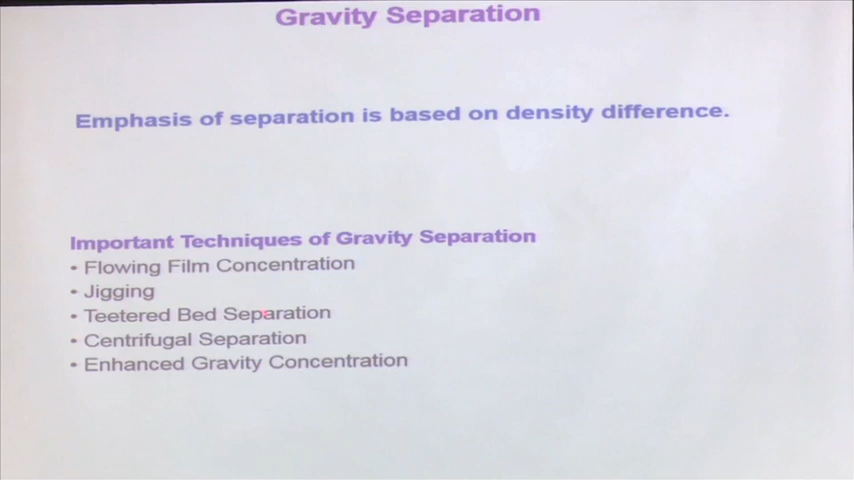 Gravity Separation
Emphasis of separation is based on density difference.
Important Techniques of Gravity Separation
• Flowing Film Concentration
• Jigging
• Teetered Bed Separation
• Centrifugal Separation
• Enhanced Gravity Concentration